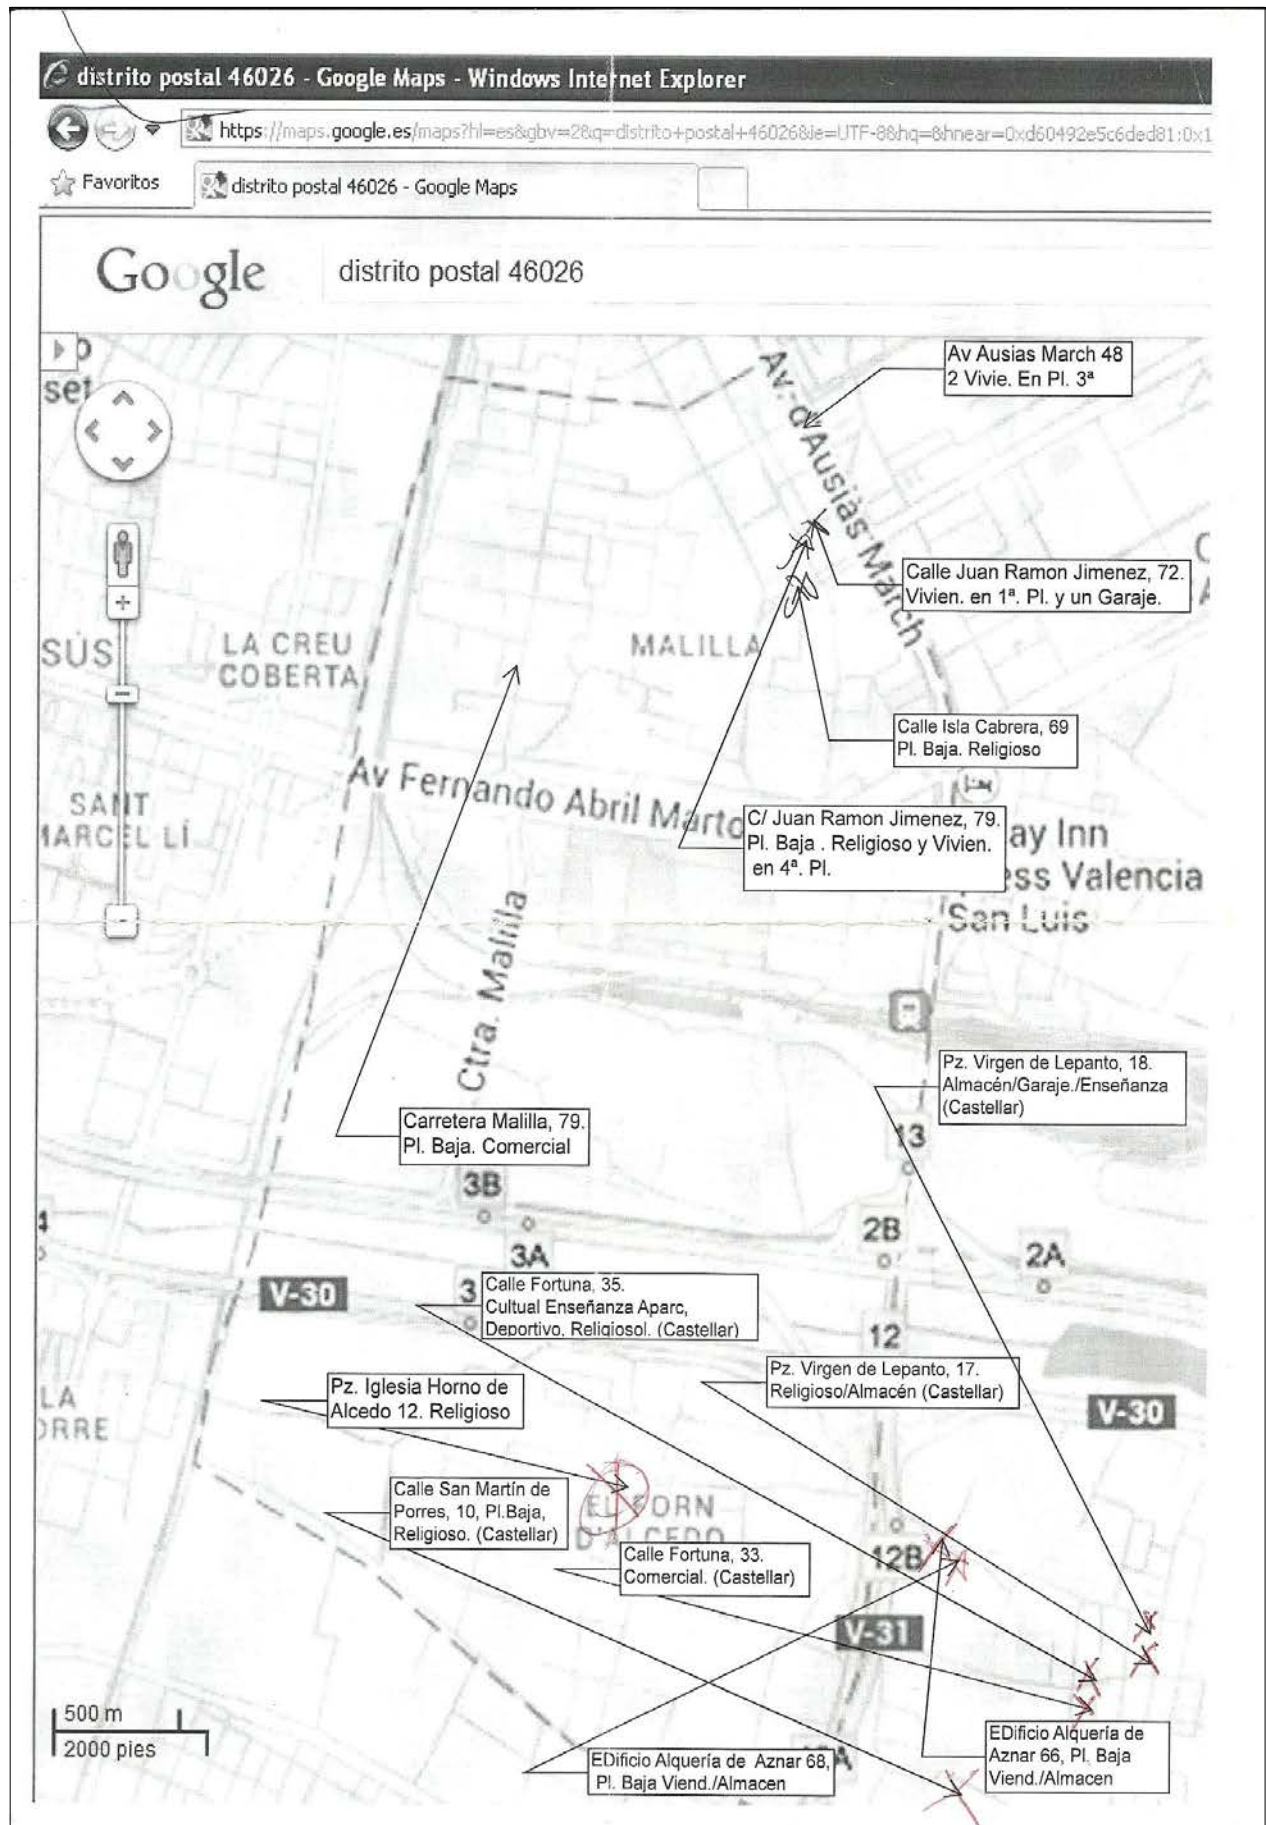 distrito postal 46026 - Google Maps - Windows Internet Explorer
https://maps.google.es/maps?hl=es&gbv=2&q=distrito+postal+46026&ie=UTF-8&hq=&hnear=0xd60492e5c6ded81:0x1
Favoritos
distrito postal 46026 - Google Maps
Google
distrito postal 46026
Av Ausias March 48
2 Vivie. En Pl. 3ª
set
Av. d'Ausiàs March
Calle Juan Ramon Jimenez, 72.
Vivien. en 1ª. Pl. y un Garaje.
SÚS
LA CREU
COBERTA
MALILLA
Calle Isla Cabrera, 69
Pl. Baja. Religioso
Av Fernando Abril Marto
SANT
MARCEL·LÍ
C/ Juan Ramon Jimenez, 79.
Pl. Baja . Religioso y Vivien.
en 4ª. Pl.
ay Inn
ess Valencia
San Luis
Ctra. Malilla
Pz. Virgen de Lepanto, 18.
Almacén/Garaje./Enseñanza
(Castellar)
Carretera Malilla, 79.
Pl. Baja. Comercial
13
3B
4
3A
2B
2A
V-30
3
Calle Fortuna, 35.
Cultual Enseñanza Aparc,
Deportivo, Religiosol. (Castellar)
12
Pz. Virgen de Lepanto, 17.
Religioso/Almacén (Castellar)
Pz. Iglesia Horno de
Alcedo 12. Religioso
LA
ORRE
V-30
Calle San Martín de
Porres, 10, Pl.Baja,
Religioso. (Castellar)
EL FORN
D'ALCEDO
Calle Fortuna, 33.
Comercial. (Castellar)
12B
V-31
500 m
2000 pies
EDificio Alquería de Aznar 68,
Pl. Baja Viend./Almacen
A
EDificio Alquería de
Aznar 66, Pl. Baja
Viend./Almacen